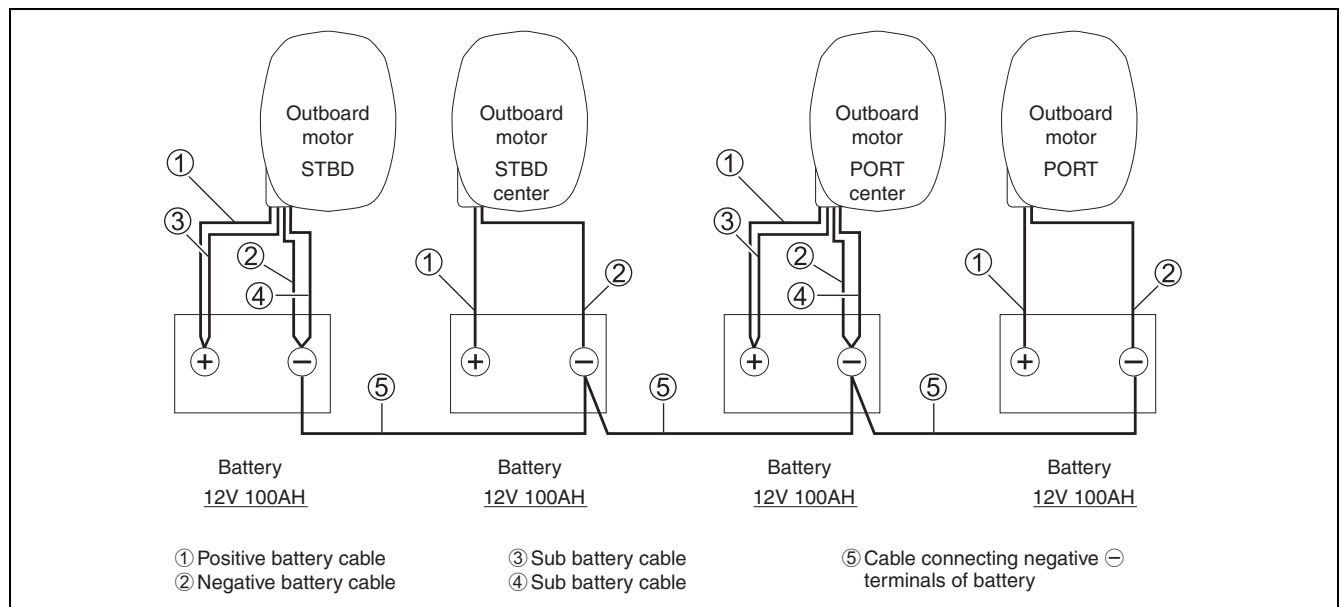 Outboard
motor
STBD
Outboard
motor
STBD
center
Outboard
motor
PORT
center
Outboard
motor
PORT
①
③
②
④
①
②
①
③
②
④
①
②
+
−
+
−
+
−
+
−
⑤
⑤
⑤
Battery
12V 100AH
Battery
12V 100AH
Battery
12V 100AH
Battery
12V 100AH
① Positive battery cable
② Negative battery cable
③ Sub battery cable
④ Sub battery cable
⑤ Cable connecting negative ⊖
terminals of battery